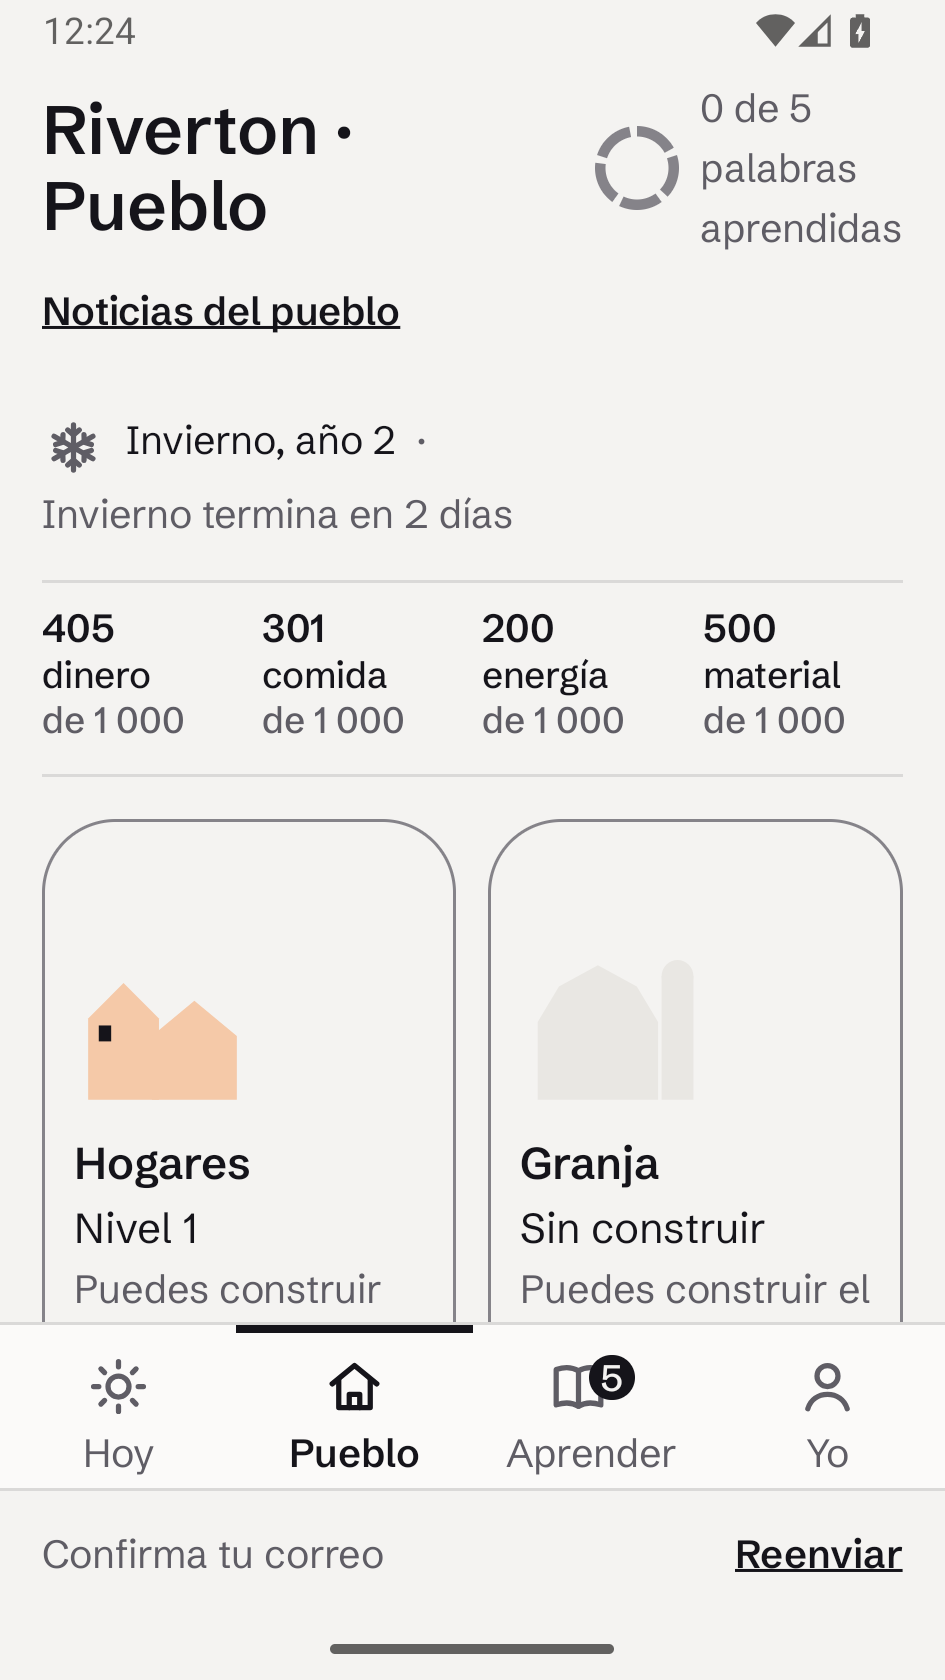 12:24
Riverton ·
Pueblo
0 de 5
palabras
aprendidas
Noticias del pueblo
Invierno, año 2 ·
Invierno termina en 2 días
405
dinero
de 1 000
301
comida
de 1 000
200
energía
de 1 000
500
material
de 1 000
Hogares
Nivel 1
Puedes construir
Granja
Sin construir
Puedes construir el
Hoy
Pueblo
5
Aprender
Yo
Confirma tu correo
Reenviar